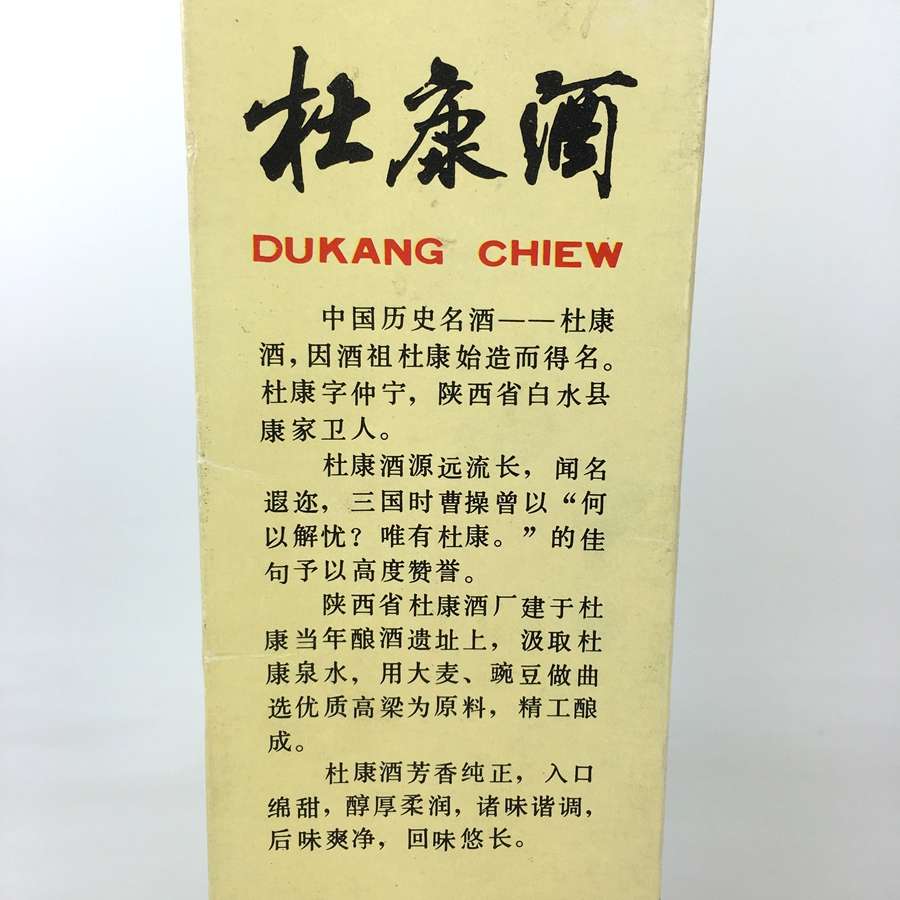 杜康酒
DUKANG CHIEW
中国历史名酒——杜康
酒，因酒祖杜康始造而得名。
杜康字仲宁，陕西省白水县
康家卫人。
杜康酒源远流长，闻名
遐迩，三国时曹操曾以“何
以解忧？唯有杜康。”的佳
句予以高度赞誉。
陕西省杜康酒厂建于杜
康当年酿酒遗址上，汲取杜
康泉水，用大麦、豌豆做曲
选优质高梁为原料，精工酿
成。
杜康酒芳香纯正，入口
绵甜，醇厚柔润，诸味谐调，
后味爽净，回味悠长。